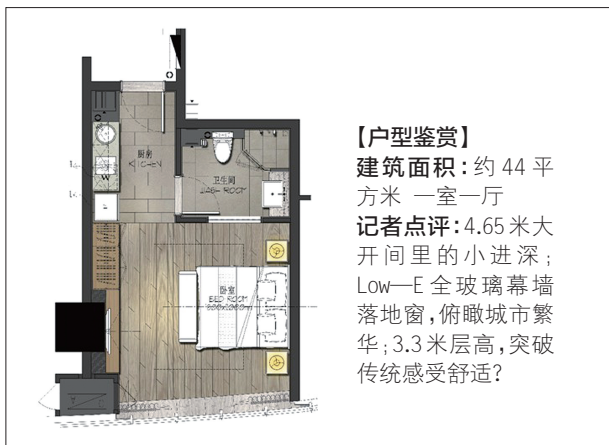 厨房
KITCHEN
卫生间
卧室
BED ROOM
【户型鉴赏】
建筑面积：约 44 平
方米 一室一厅
记者点评：4.65米大
开间里的小进深；
Low—E 全玻璃幕墙
落地窗，俯瞰城市繁
华；3.3米层高，突破
传统感受舒适？